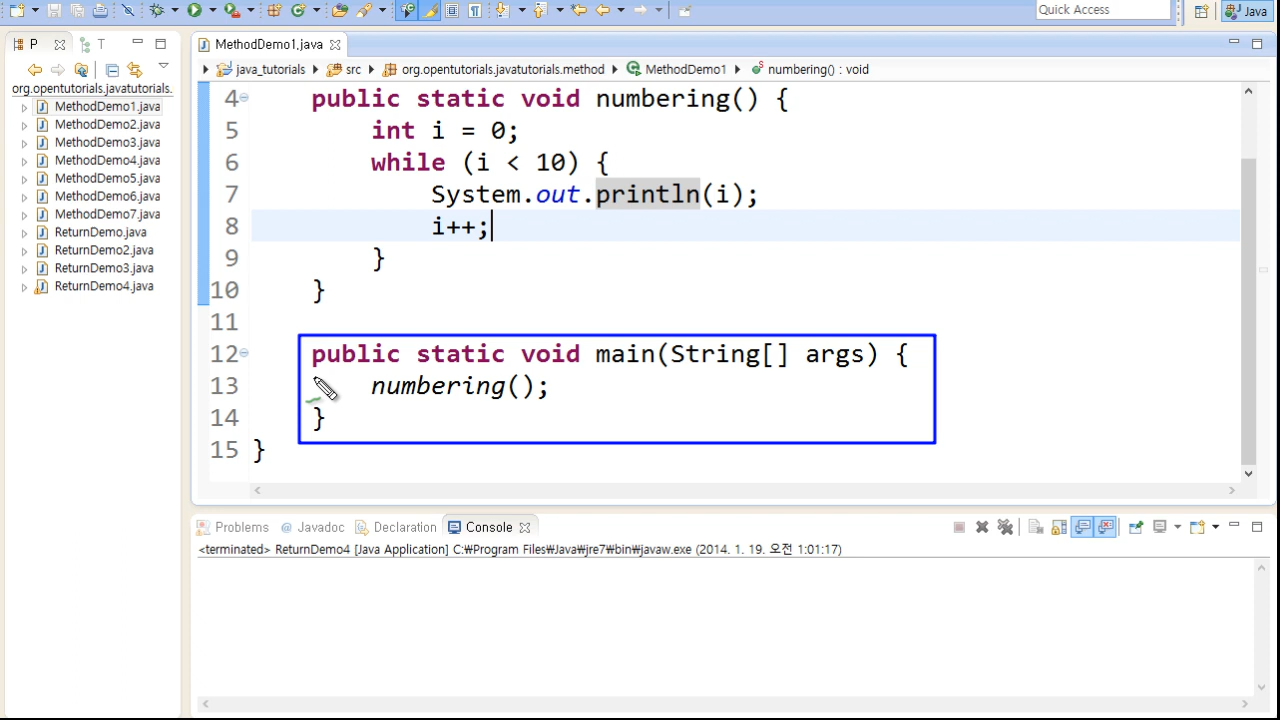 Quick Access
Java
P
T
MethodDemo1.java
java_tutorials
src
org.opentutorials.javatutorials.method
MethodDemo1
numbering() : void
org.opentutorials.javatutorials.
MethodDemo1.java
MethodDemo2.java
MethodDemo3.java
MethodDemo4.java
MethodDemo5.java
MethodDemo6.java
MethodDemo7.java
ReturnDemo.java
ReturnDemo2.java
ReturnDemo3.java
ReturnDemo4.java
4 public static void numbering() {
5 int i = 0;
6 while (i < 10) {
7 System.out.println(i);
8 i++;
9 }
10 }
11
12 public static void main(String[] args) {
13 numbering();
14 }
15 }
Problems @ Javadoc Declaration Console
<terminated> ReturnDemo4 [Java Application] C:₩Program Files₩Java₩jre7₩bin₩javaw.exe (2014. 1. 19. 오전 1:01:17)